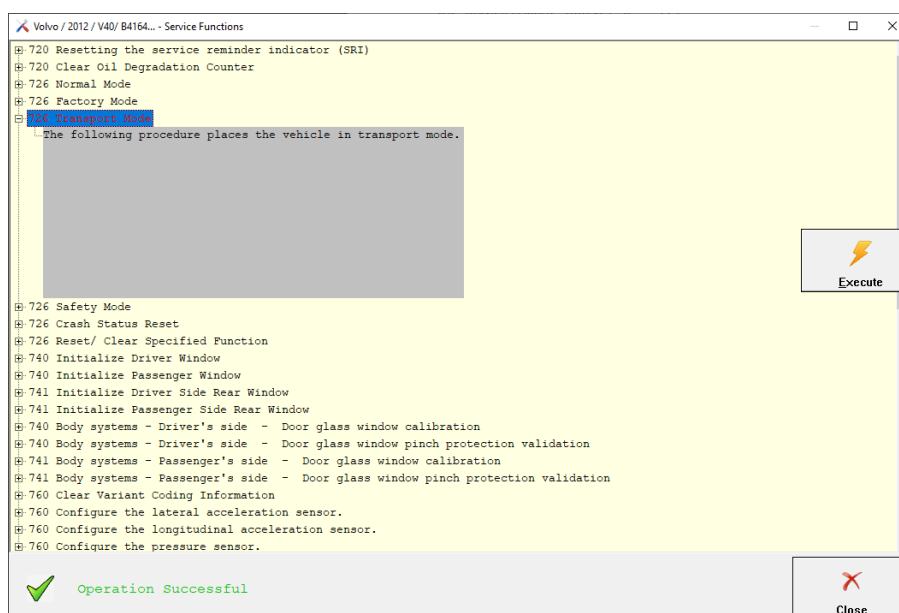 Volvo / 2012 / V40/ B4164... - Service Functions
720 Resetting the service reminder indicator (SRI)
720 Clear Oil Degradation Counter
726 Normal Mode
726 Factory Mode
726 Transport Mode
The following procedure places the vehicle in transport mode.
Execute
726 Safety Mode
726 Crash Status Reset
726 Reset/ Clear Specified Function
740 Initialize Driver Window
740 Initialize Passenger Window
741 Initialize Driver Side Rear Window
741 Initialize Passenger Side Rear Window
740 Body systems - Driver's side  -  Door glass window calibration
740 Body systems - Driver's side  -  Door glass window pinch protection validation
741 Body systems - Passenger's side  -  Door glass window calibration
741 Body systems - Passenger's side  -  Door glass window pinch protection validation
760 Clear Variant Coding Information
760 Configure the lateral acceleration sensor.
760 Configure the longitudinal acceleration sensor.
760 Configure the pressure sensor.
Operation Successful
Close